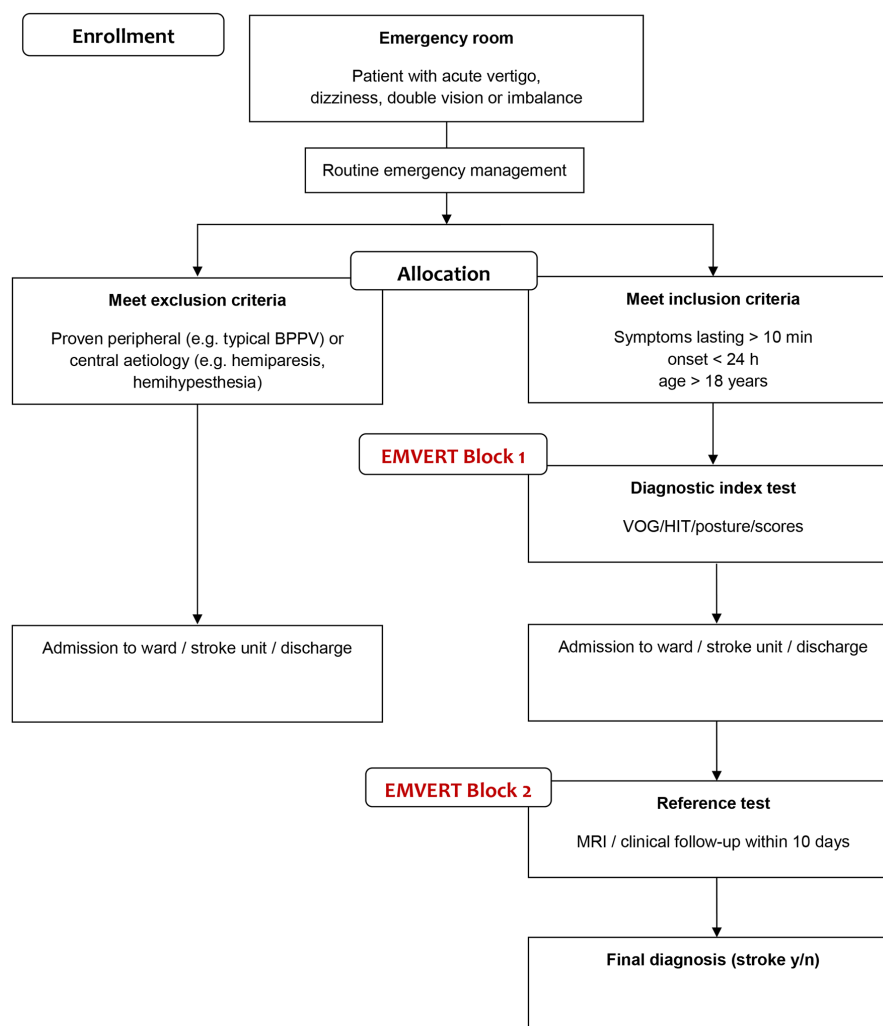 Enrollment
Emergency room
Patient with acute vertigo,
dizziness, double vision or imbalance
Routine emergency management
Allocation
Meet exclusion criteria
Proven peripheral (e.g. typical BPPV) or
central aetiology (e.g. hemiparesis,
hemihypesthesia)
Meet inclusion criteria
Symptoms lasting > 10 min
onset < 24 h
age > 18 years
EMVERT Block 1
Diagnostic index test
VOG/HIT/posture/scores
Admission to ward / stroke unit / discharge
Admission to ward / stroke unit / discharge
EMVERT Block 2
Reference test
MRI / clinical follow-up within 10 days
Final diagnosis (stroke y/n)